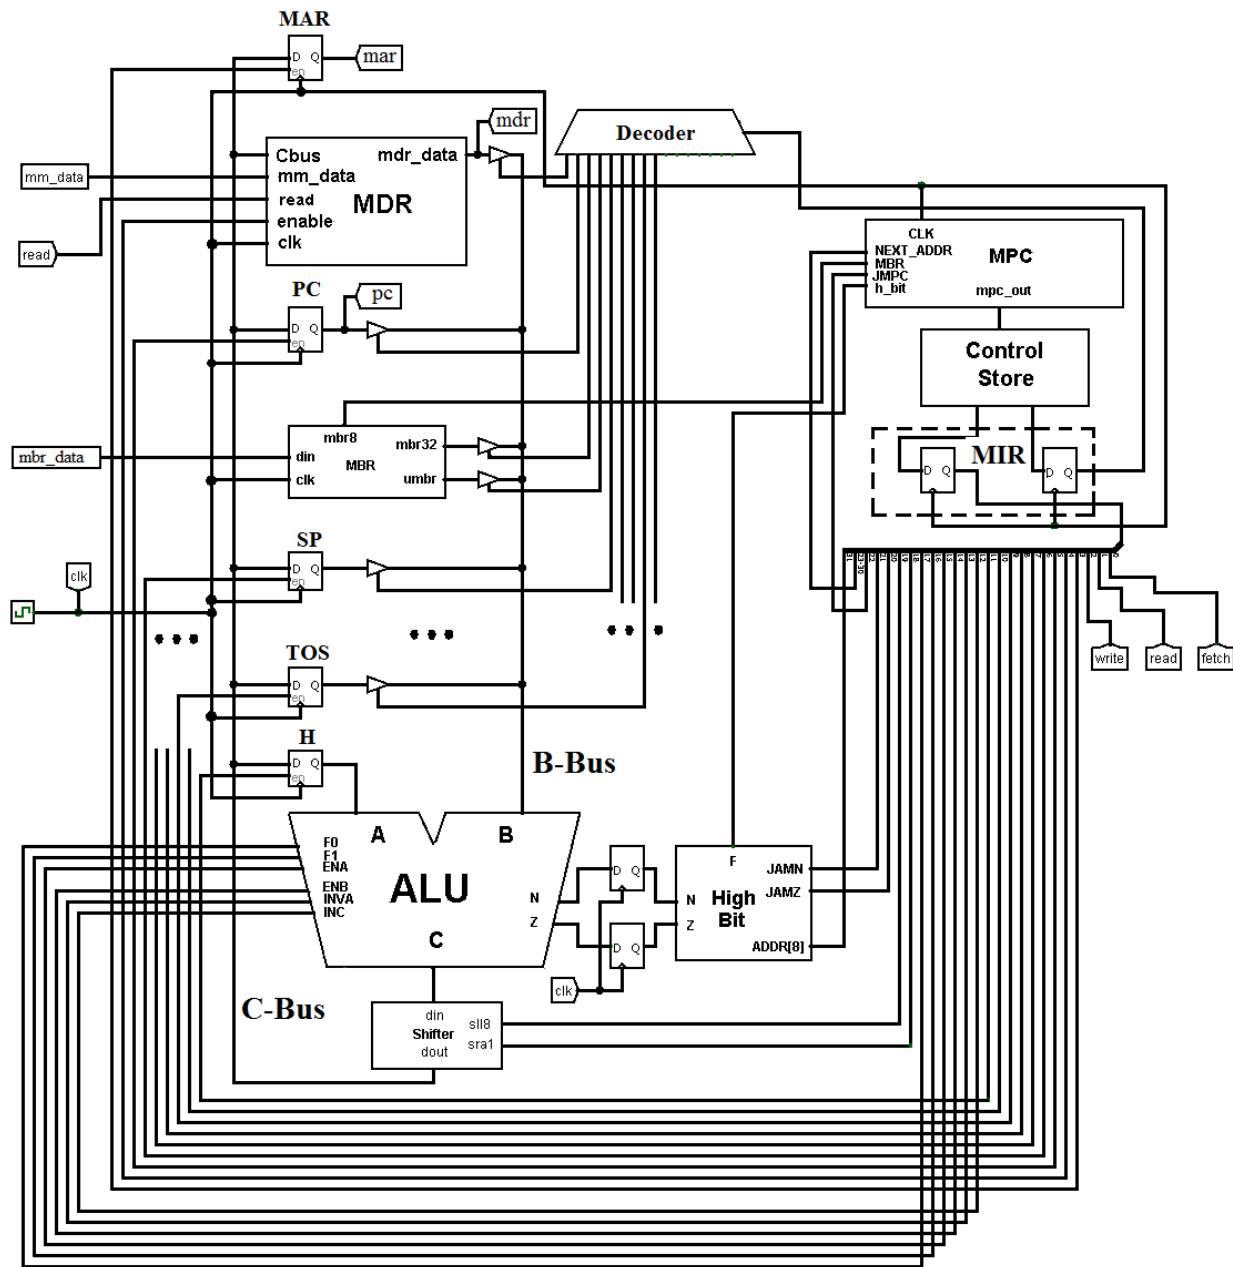 MAR
D Q
en
mar
mdr
Decoder
Cbus
mdr_data
mm_data
mm_data
read
MDR
enable
clk
read
CLK
NEXT_ADDR
MBR
JMPC
h_bit
MPC
mpc_out
PC
pc
D Q
en
Control
Store
mbr8
mbr32
mbr_data
din
MBR
clk
umbr
MIR
D Q
D Q
SP
D Q
en
clk
write
read
fetch
TOS
D Q
en
H
D Q
en
B-Bus
A
B
F0
F1
ENA
ENB
INVA
INC
ALU
N
Z
C
D Q
D Q
clk
F
JAMN
JAMZ
N
High
Bit
Z
ADDR[8]
C-Bus
din
sll8
Shifter
sra1
dout